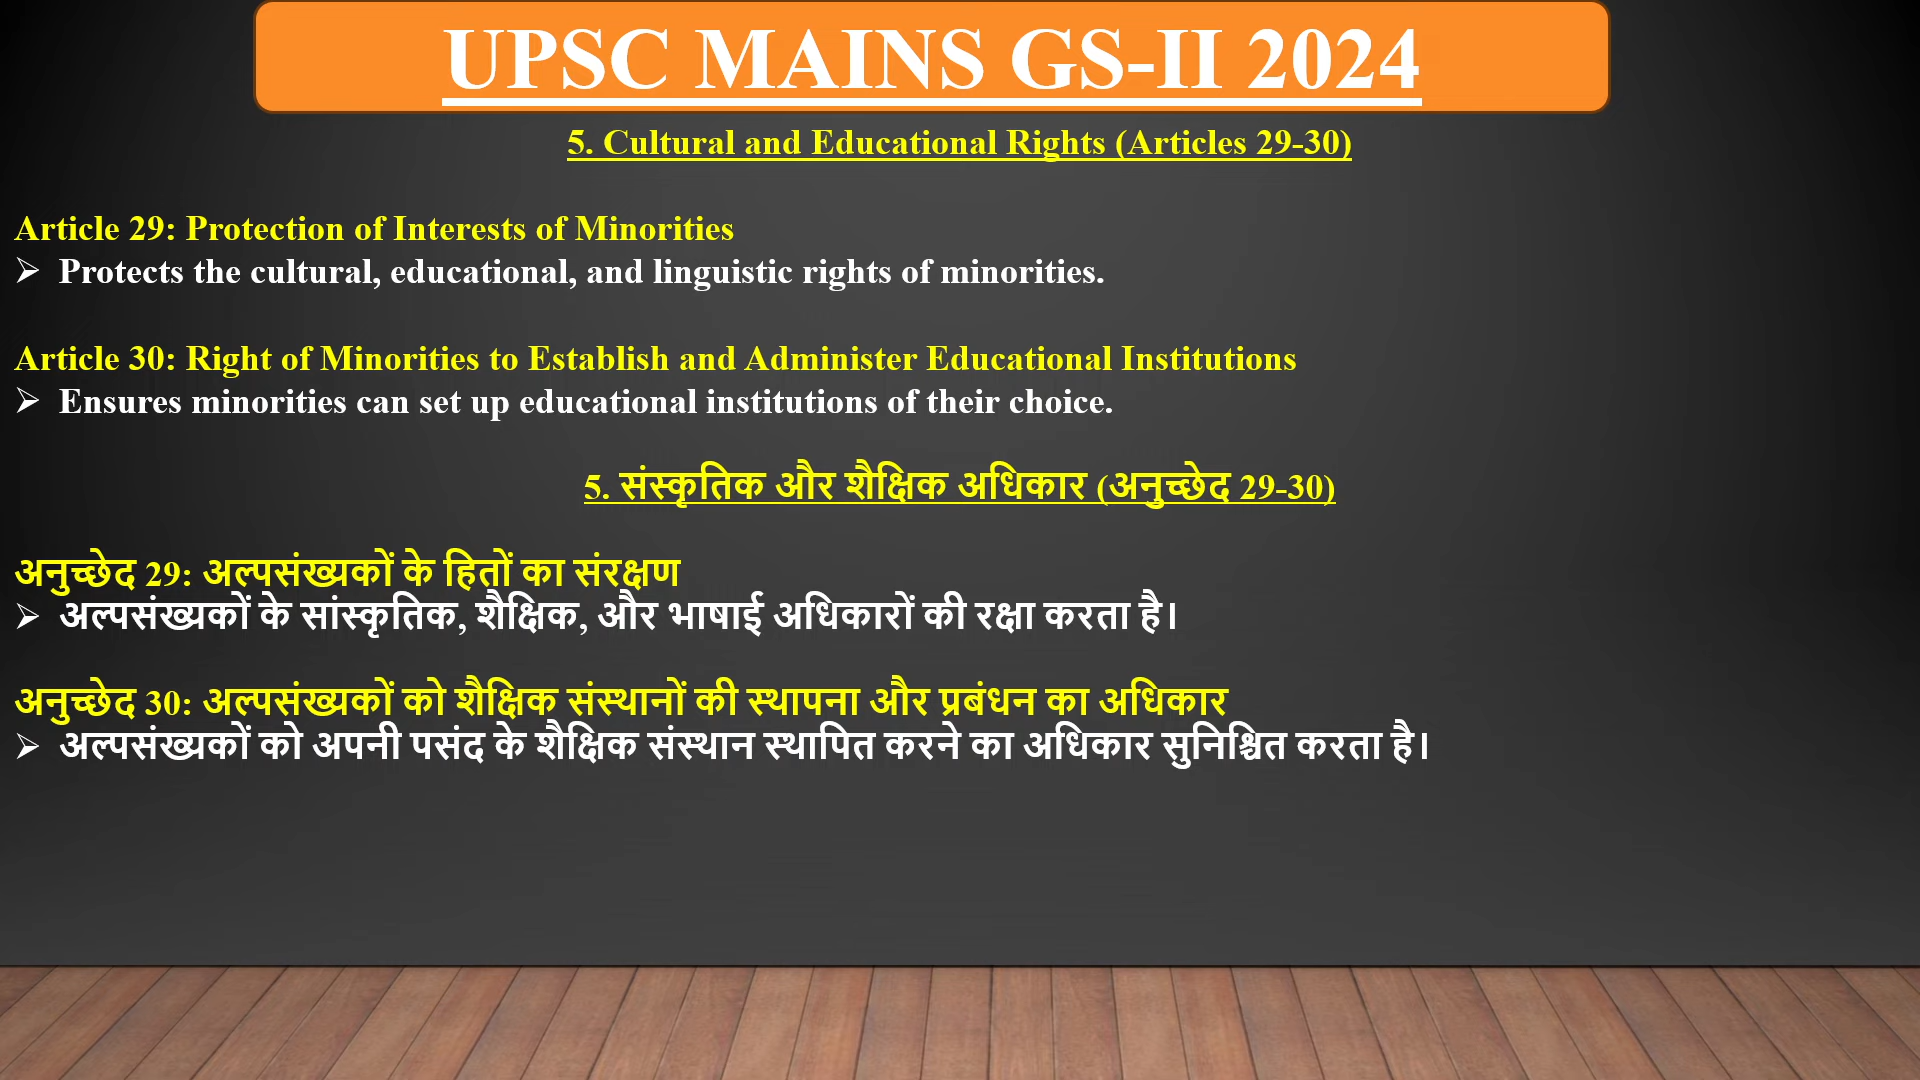 UPSC MAINS GS-II 2024
5. Cultural and Educational Rights (Articles 29-30)
Article 29: Protection of Interests of Minorities
➢ Protects the cultural, educational, and linguistic rights of minorities.
Article 30: Right of Minorities to Establish and Administer Educational Institutions
➢ Ensures minorities can set up educational institutions of their choice.
5. संस्कृतिक और शैक्षिक अधिकार (अनुच्छेद 29-30)
अनुच्छेद 29: अल्पसंख्यकों के हितों का संरक्षण
➢ अल्पसंख्यकों के सांस्कृतिक, शैक्षिक, और भाषाई अधिकारों की रक्षा करता है।
अनुच्छेद 30: अल्पसंख्यकों को शैक्षिक संस्थानों की स्थापना और प्रबंधन का अधिकार
➢ अल्पसंख्यकों को अपनी पसंद के शैक्षिक संस्थान स्थापित करने का अधिकार सुनिश्चित करता है।